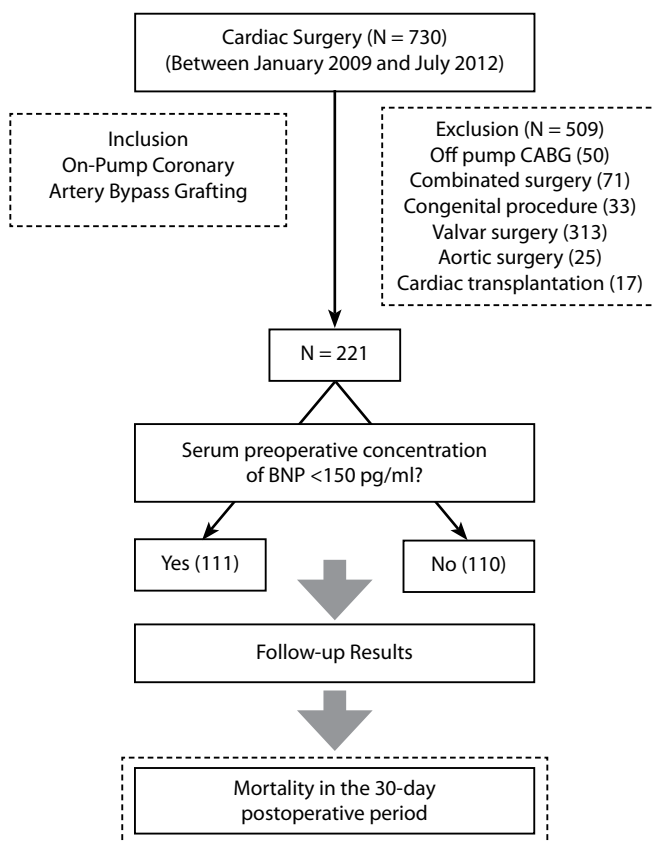 Cardiac Surgery (N = 730)
(Between January 2009 and July 2012)
Inclusion
On-Pump Coronary
Artery Bypass Grafting
Exclusion (N = 509)
Off pump CABG (50)
Combinated surgery (71)
Congenital procedure (33)
Valvar surgery (313)
Aortic surgery (25)
Cardiac transplantation (17)
N = 221
Serum preoperative concentration
of BNP <150 pg/ml?
Yes (111)
No (110)
Follow-up Results
Mortality in the 30-day
postoperative period